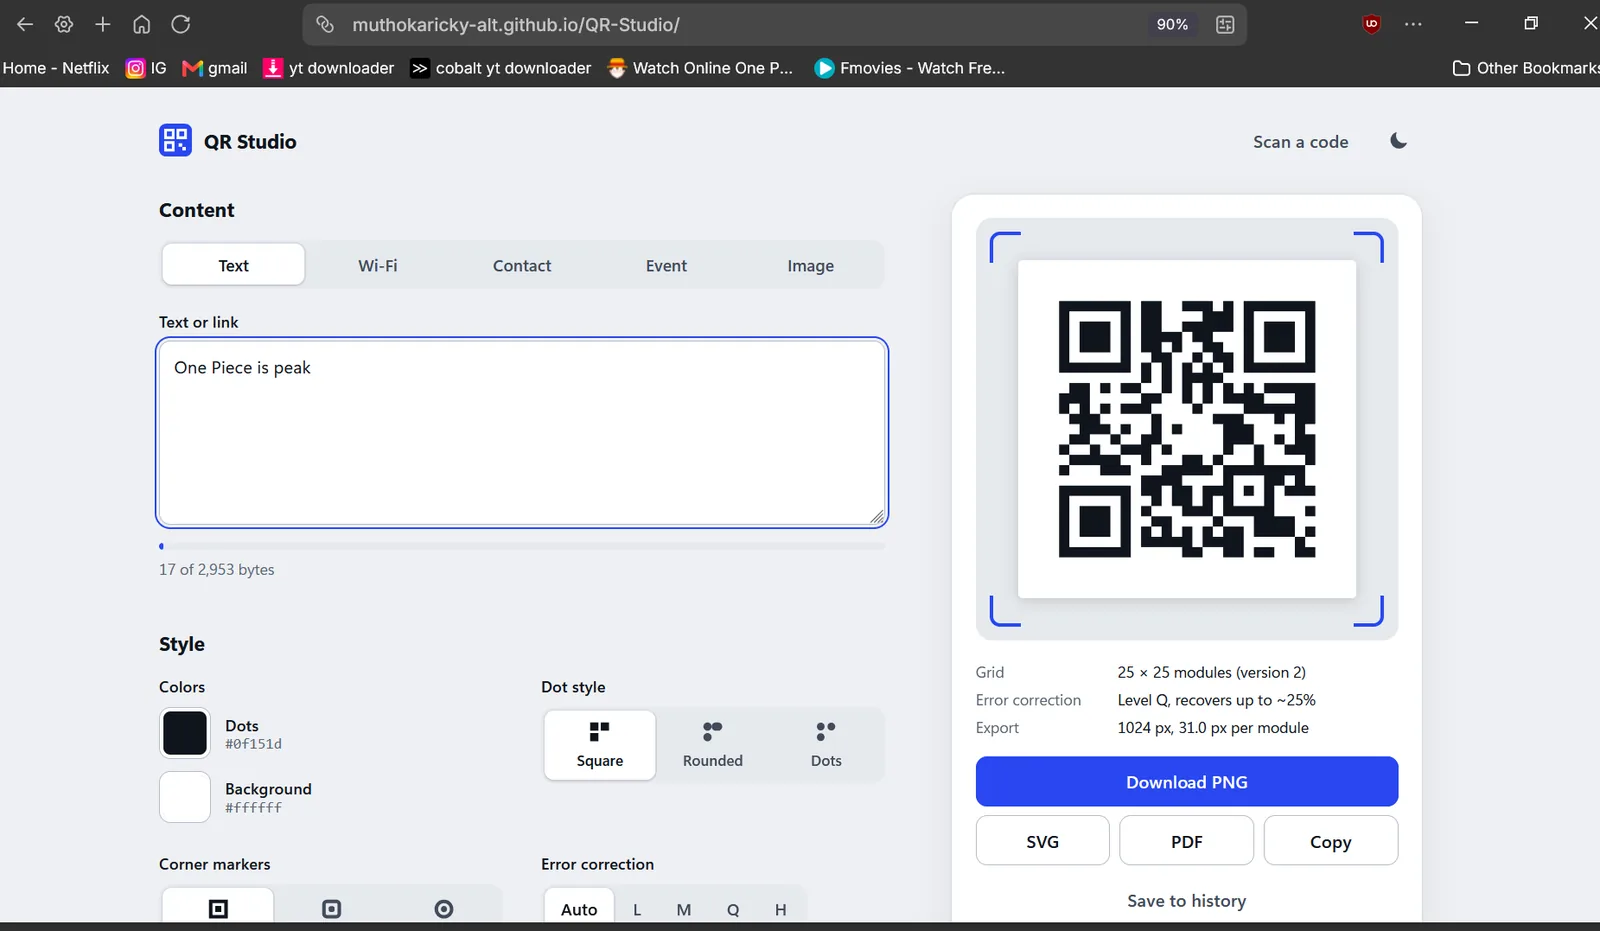 muthokaricky-alt.github.io/QR-Studio/
90%
Home - Netflix
IG
gmail
yt downloader
cobalt yt downloader
Watch Online One P...
Fmovies - Watch Fre...
Other Bookmarks
QR Studio
Scan a code
Content
Text
Wi-Fi
Contact
Event
Image
Text or link
One Piece is peak
17 of 2,953 bytes
Style
Colors
Dots
#0f151d
Background
#ffffff
Dot style
Square
Rounded
Dots
Corner markers
Error correction
Auto
L
M
Q
H
Grid
25 × 25 modules (version 2)
Error correction
Level Q, recovers up to ~25%
Export
1024 px, 31.0 px per module
Download PNG
SVG
PDF
Copy
Save to history